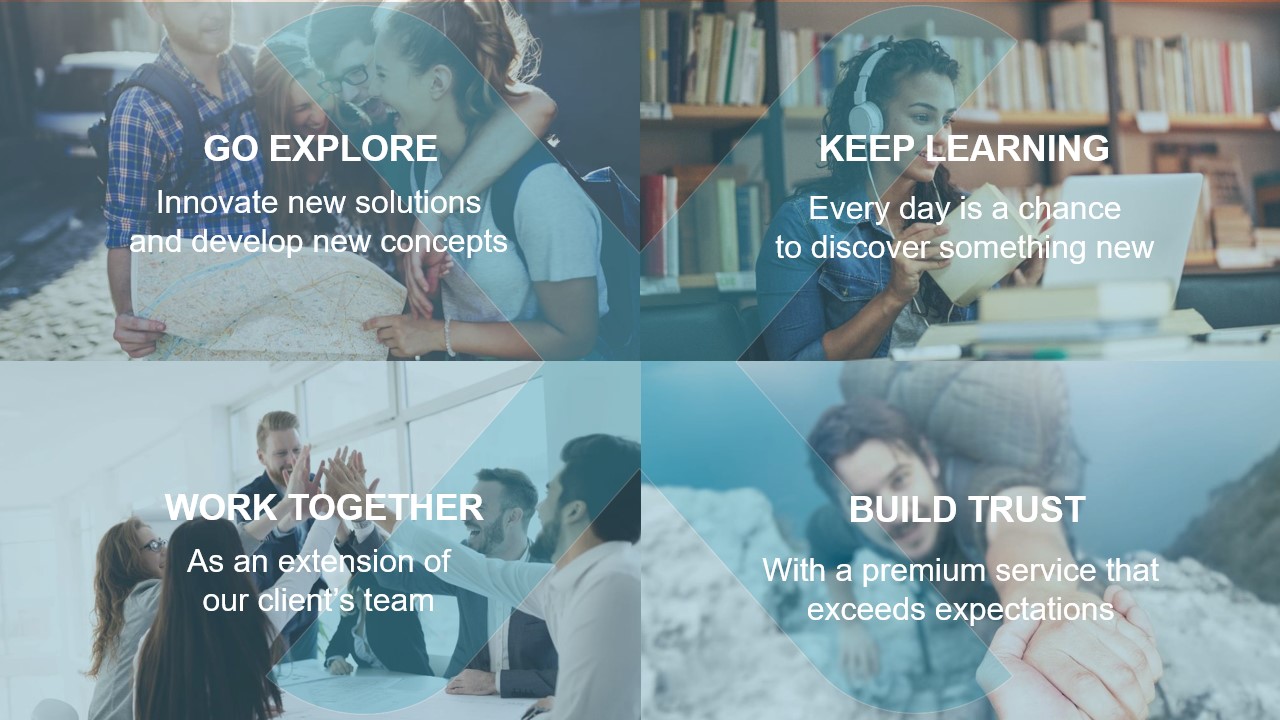 GO EXPLORE
Innovate new solutions
and develop new concepts
KEEP LEARNING
Every day is a chance
to discover something new
WORK TOGETHER
As an extension of
our client’s team
BUILD TRUST
With a premium service that
exceeds expectations